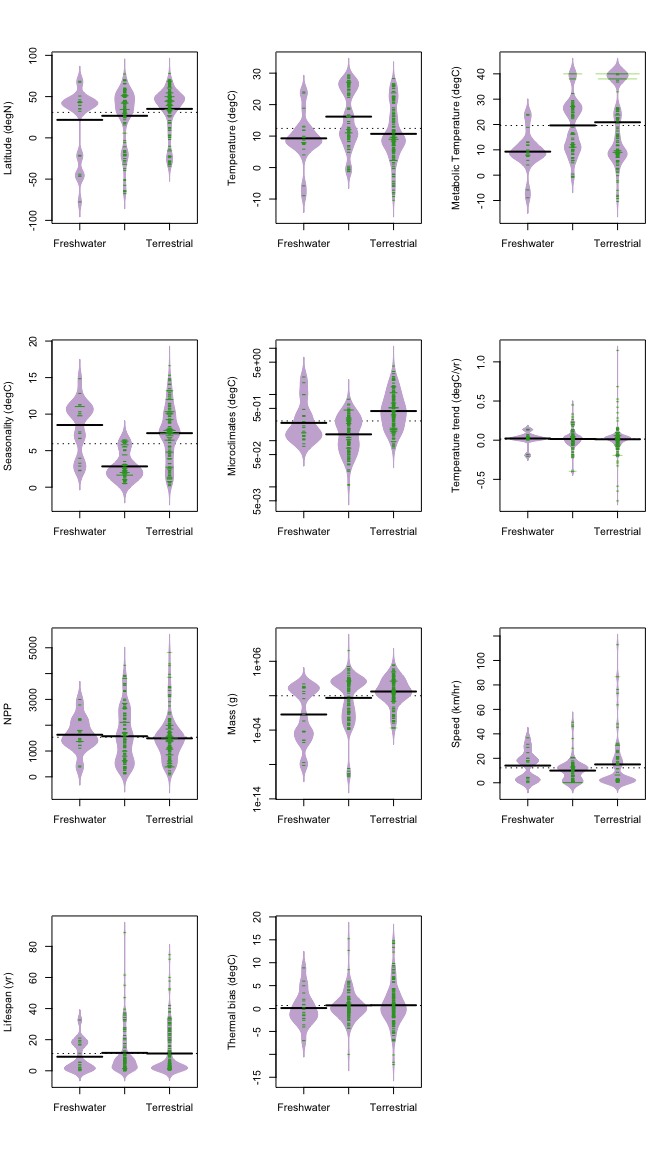 Latitude (degN)
100
50
0
-50
-100
Freshwater
Terrestrial
Temperature (degC)
30
20
10
0
-10
Freshwater
Terrestrial
Metabolic Temperature (degC)
40
30
20
10
0
-10
Freshwater
Terrestrial
Seasonality (degC)
20
15
10
5
0
Freshwater
Terrestrial
Microclimates (degC)
5e+00
5e-01
5e-02
5e-03
Freshwater
Terrestrial
Temperature trend (degC/yr)
1.0
0.5
0.0
-0.5
Freshwater
Terrestrial
NPP
5000
3000
1000
0
Freshwater
Terrestrial
Mass (g)
1e+06
1e-04
1e-14
Freshwater
Terrestrial
Speed (km/hr)
100
80
60
40
20
0
Freshwater
Terrestrial
Lifespan (yr)
80
60
40
20
0
Freshwater
Terrestrial
Thermal bias (degC)
20
15
10
5
0
-5
-15
Freshwater
Terrestrial